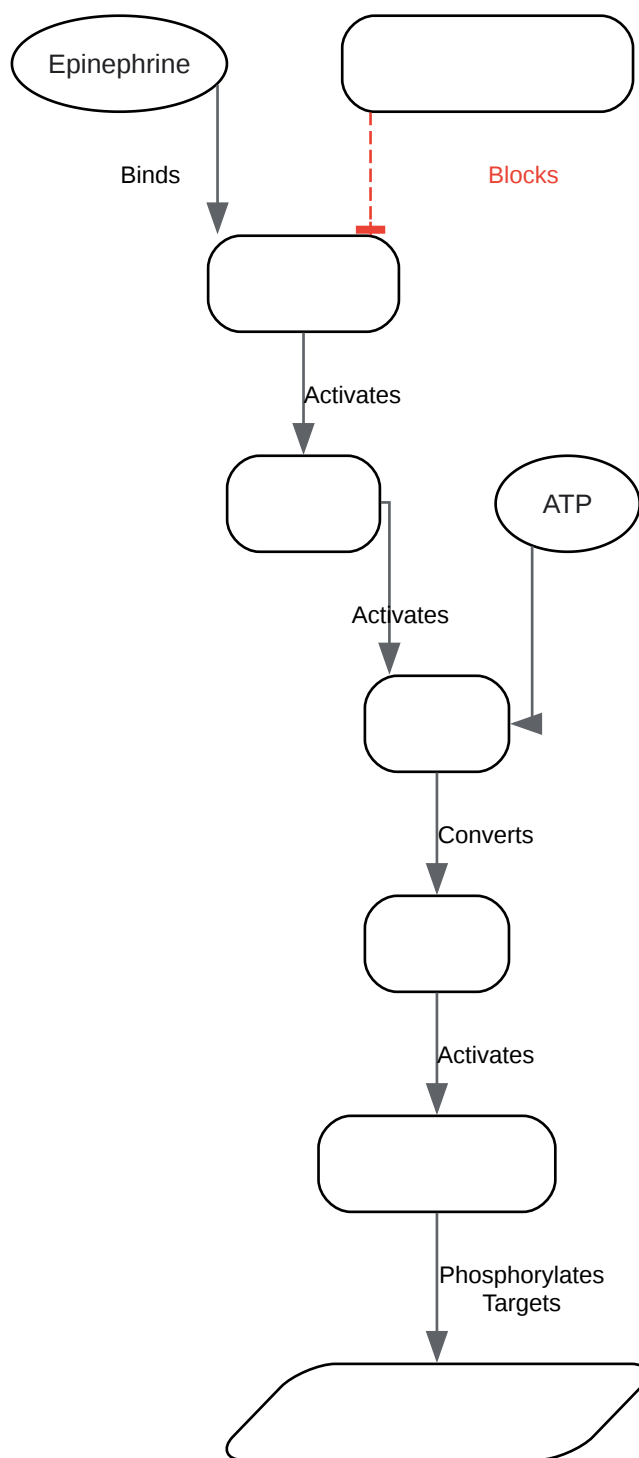 Epinephrine
Binds
Blocks
Activates
ATP
Activates
Converts
Activates
Phosphorylates
Targets